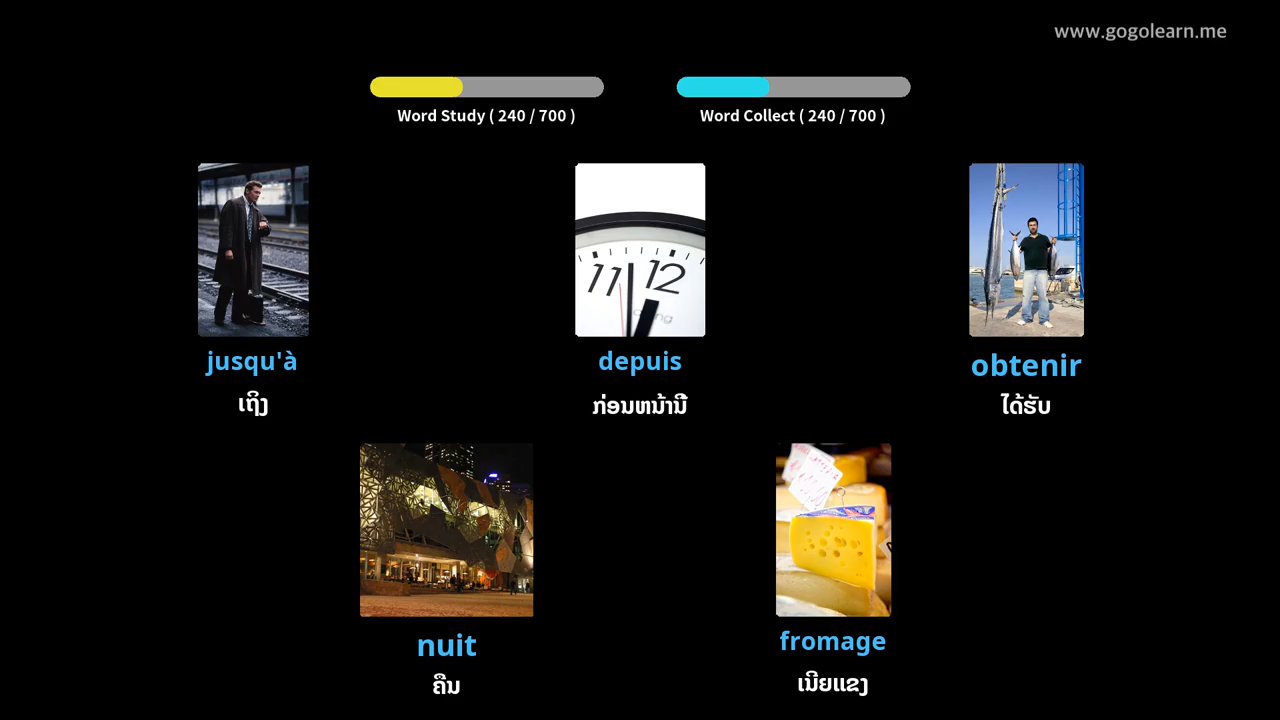 www.gogolearn.me
Word Study ( 240 / 700 )
Word Collect ( 240 / 700 )
11 12
jusqu'à
ເຖິງ
depuis
ກ່ອນຫນ້ານີ້
obtenir
ໄດ້ຮັບ
nuit
ຄືນ
fromage
ເນີຍແຂງ